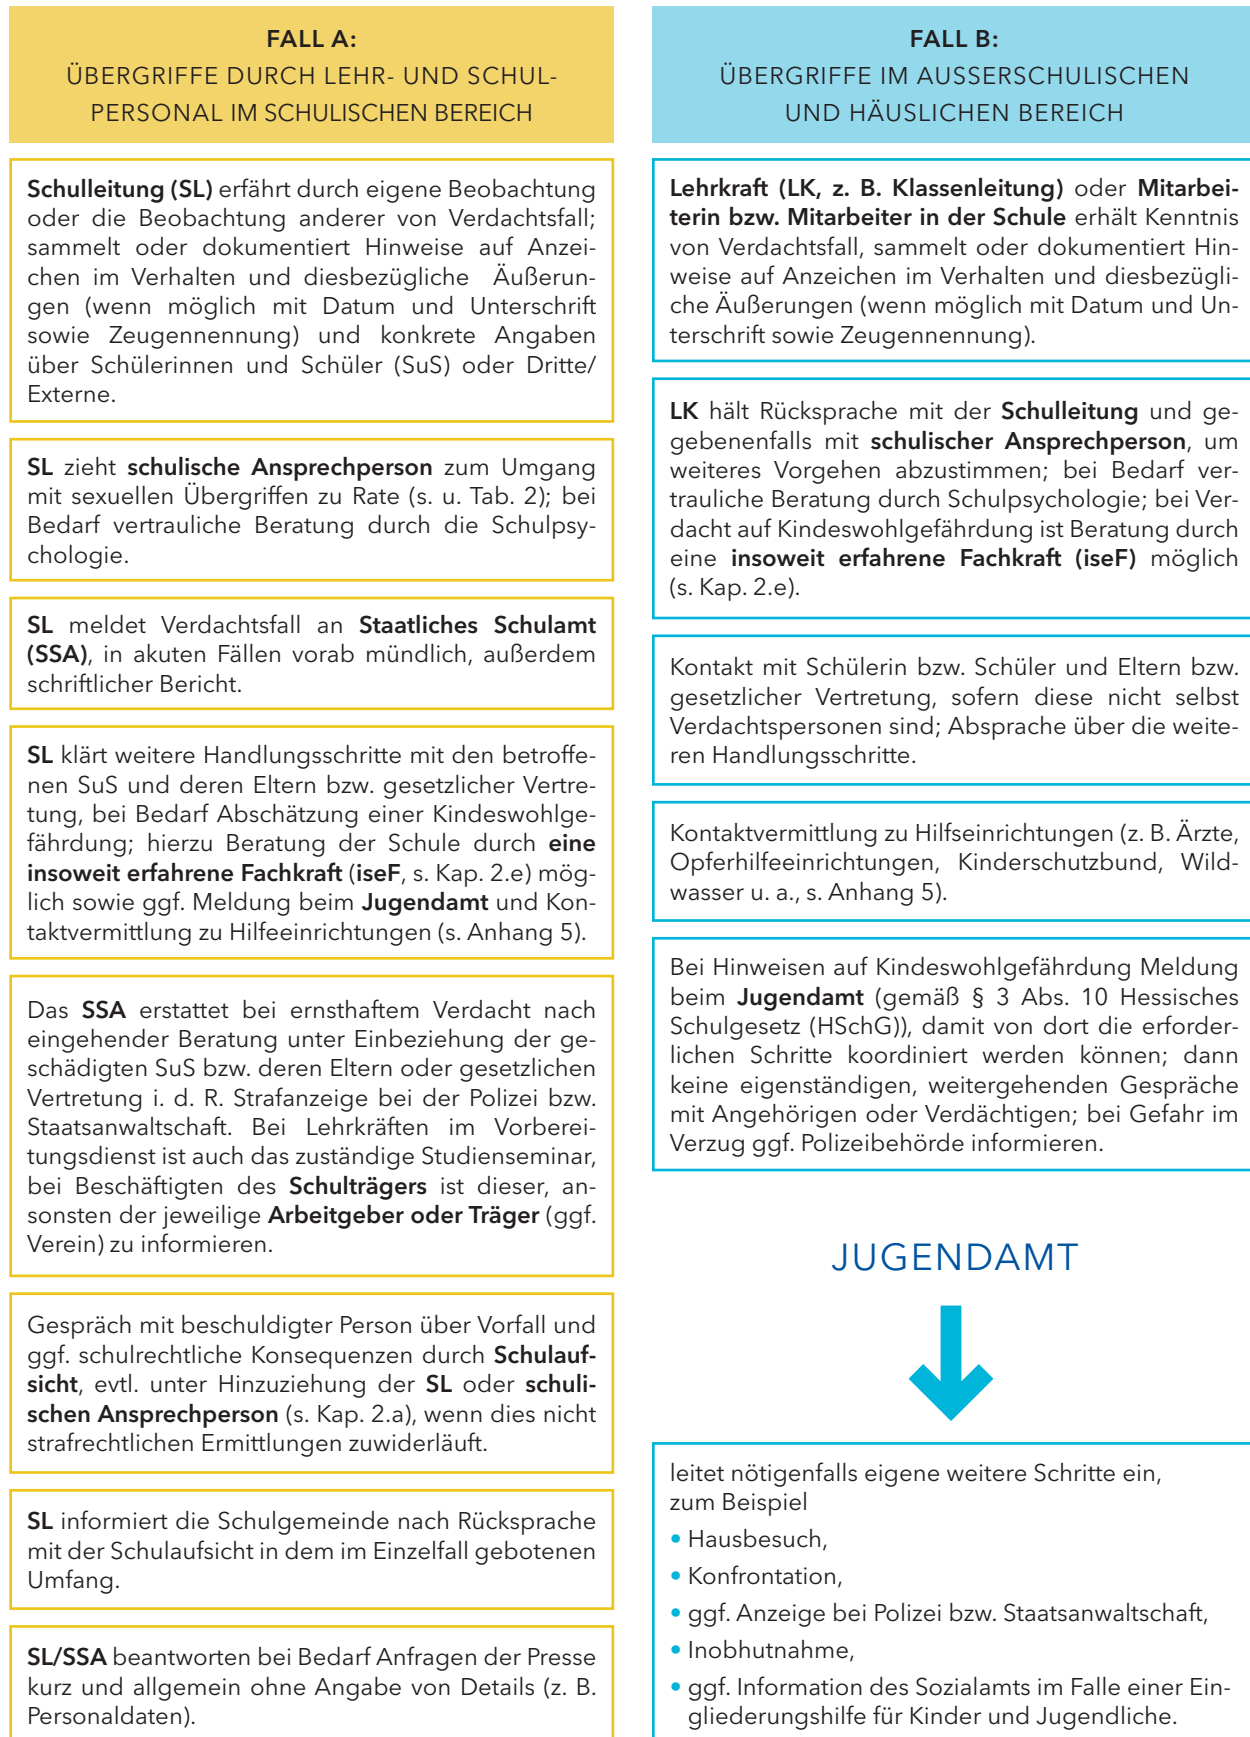 FALL A:
ÜBERGRIFFE DURCH LEHR- UND SCHUL-
PERSONAL IM SCHULISCHEN BEREICH
Schulleitung (SL) erfährt durch eigene Beobachtung
oder die Beobachtung anderer von Verdachtsfall;
sammelt oder dokumentiert Hinweise auf Anzei-
chen im Verhalten und diesbezügliche Äußerun-
gen (wenn möglich mit Datum und Unterschrift
sowie Zeugennennung) und konkrete Angaben
über Schülerinnen und Schüler (SuS) oder Dritte/
Externe.
SL zieht schulische Ansprechperson zum Umgang
mit sexuellen Übergriffen zu Rate (s. u. Tab. 2); bei
Bedarf vertrauliche Beratung durch die Schulpsy-
chologie.
SL meldet Verdachtsfall an Staatliches Schulamt
(SSA), in akuten Fällen vorab mündlich, außerdem
schriftlicher Bericht.
SL klärt weitere Handlungsschritte mit den betroffe-
nen SuS und deren Eltern bzw. gesetzlicher Vertre-
tung, bei Bedarf Abschätzung einer Kindeswohlge-
fährdung; hierzu Beratung der Schule durch eine
insoweit erfahrene Fachkraft (iseF, s. Kap. 2.e) mög-
lich sowie ggf. Meldung beim Jugendamt und Kon-
taktvermittlung zu Hilfeeinrichtungen (s. Anhang 5).
Das SSA erstattet bei ernsthaftem Verdacht nach
eingehender Beratung unter Einbeziehung der ge-
schädigten SuS bzw. deren Eltern oder gesetzlichen
Vertretung i. d. R. Strafanzeige bei der Polizei bzw.
Staatsanwaltschaft. Bei Lehrkräften im Vorberei-
tungsdienst ist auch das zuständige Studienseminar,
bei Beschäftigten des Schulträgers ist dieser, an-
sonsten der jeweilige Arbeitgeber oder Träger (ggf.
Verein) zu informieren.
Gespräch mit beschuldigter Person über Vorfall und
ggf. schulrechtliche Konsequenzen durch Schulauf-
sicht, evtl. unter Hinzuziehung der SL oder schuli-
schen Ansprechperson (s. Kap. 2.a), wenn dies nicht
strafrechtlichen Ermittlungen zuwiderläuft.
SL informiert die Schulgemeinde nach Rücksprache
mit der Schulaufsicht in dem im Einzelfall gebotenen
Umfang.
SL/SSA beantworten bei Bedarf Anfragen der Presse
kurz und allgemein ohne Angabe von Details (z. B.
Personaldaten).
FALL B:
ÜBERGRIFFE IM AUSSERSCHULISCHEN
UND HÄUSLICHEN BEREICH
Lehrkraft (LK, z. B. Klassenleitung) oder Mitarbei-
terin bzw. Mitarbeiter in der Schule erhält Kenntnis
von Verdachtsfall, sammelt oder dokumentiert Hin-
weise auf Anzeichen im Verhalten und diesbezügli-
che Äußerungen (wenn möglich mit Datum und Un-
terschrift sowie Zeugennennung).
LK hält Rücksprache mit der Schulleitung und ge-
gebenenfalls mit schulischer Ansprechperson, um
weiteres Vorgehen abzustimmen; bei Bedarf ver-
trauliche Beratung durch Schulpsychologie; bei Ver-
dacht auf Kindeswohlgefährdung ist Beratung durch
eine insoweit erfahrene Fachkraft (iseF) möglich
(s. Kap. 2.e).
Kontakt mit Schülerin bzw. Schüler und Eltern bzw.
gesetzlicher Vertretung, sofern diese nicht selbst
Verdachtspersonen sind; Absprache über die weite-
ren Handlungsschritte.
Kontaktvermittlung zu Hilfseinrichtungen (z. B. Ärzte,
Opferhilfeeinrichtungen, Kinderschutzbund, Wild-
wasser u. a., s. Anhang 5).
Bei Hinweisen auf Kindeswohlgefährdung Meldung
beim Jugendamt (gemäß § 3 Abs. 10 Hessisches
Schulgesetz (HSchG)), damit von dort die erforder-
lichen Schritte koordiniert werden können; dann
keine eigenständigen, weitergehenden Gespräche
mit Angehörigen oder Verdächtigen; bei Gefahr im
Verzug ggf. Polizeibehörde informieren.
JUGENDAMT
leitet nötigenfalls eigene weitere Schritte ein,
zum Beispiel
• Hausbesuch,
• Konfrontation,
• ggf. Anzeige bei Polizei bzw. Staatsanwaltschaft,
• Inobhutnahme,
• ggf. Information des Sozialamts im Falle einer Ein-
gliederungshilfe für Kinder und Jugendliche.